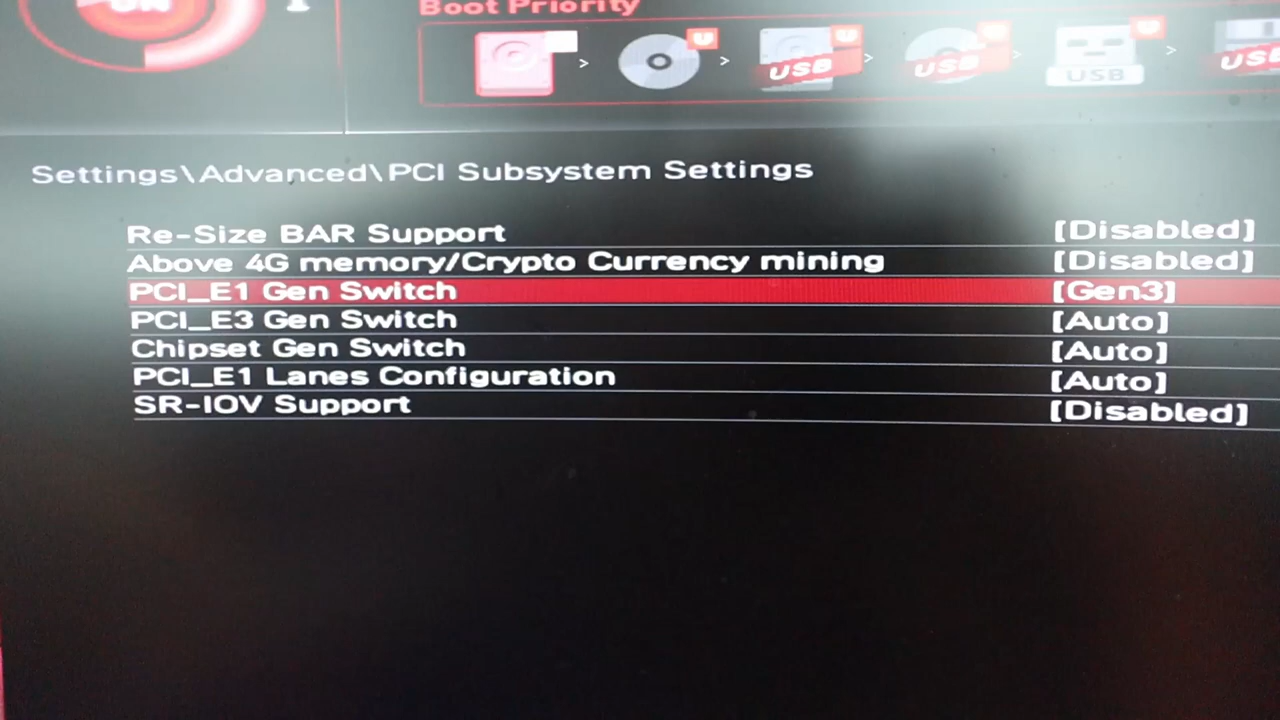 ON
Boot Priority
U U U U U
> > > > >
USB USB USB USB
Settings\Advanced\PCI Subsystem Settings
Re-Size BAR Support [Disabled]
Above 4G memory/Crypto Currency mining [Disabled]
PCI_E1 Gen Switch [Gen3]
PCI_E3 Gen Switch [Auto]
Chipset Gen Switch [Auto]
PCI_E1 Lanes Configuration [Auto]
SR-IOV Support [Disabled]